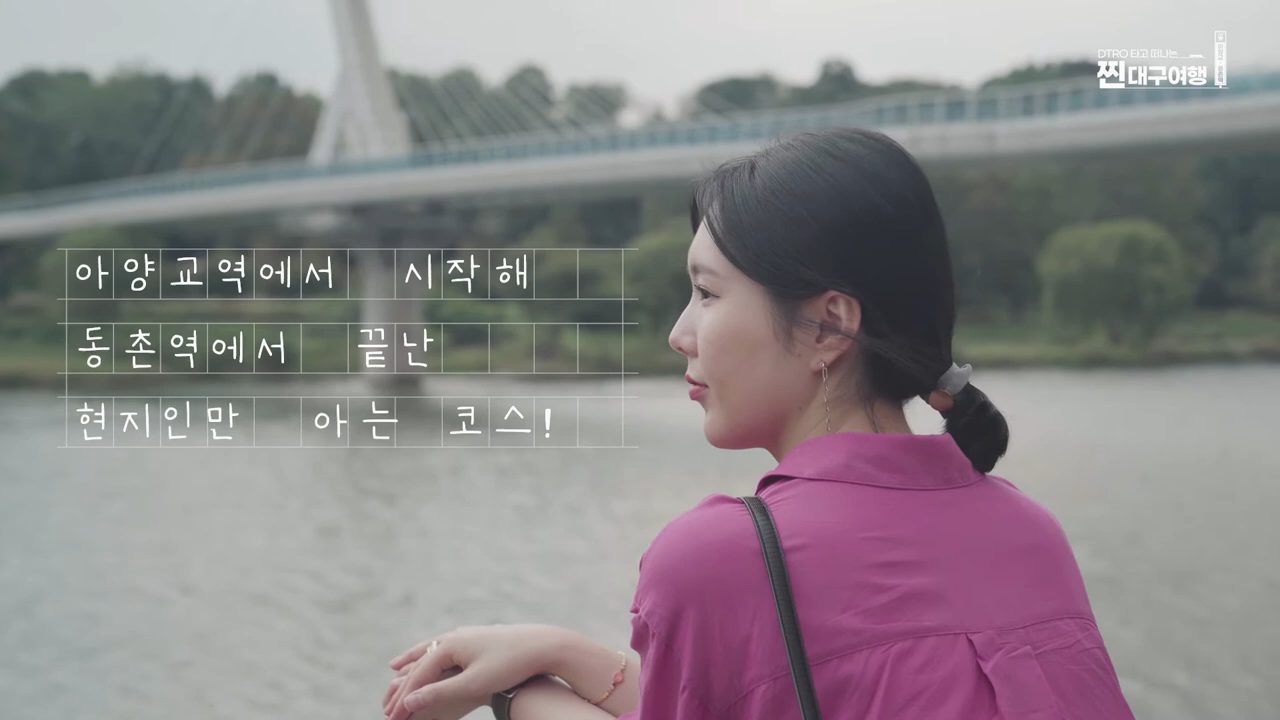 DTRO 타고 떠나는
찐대구여행
아양교역에서 시작해
동촌역에서 끝난
현지인만 아는 코스!